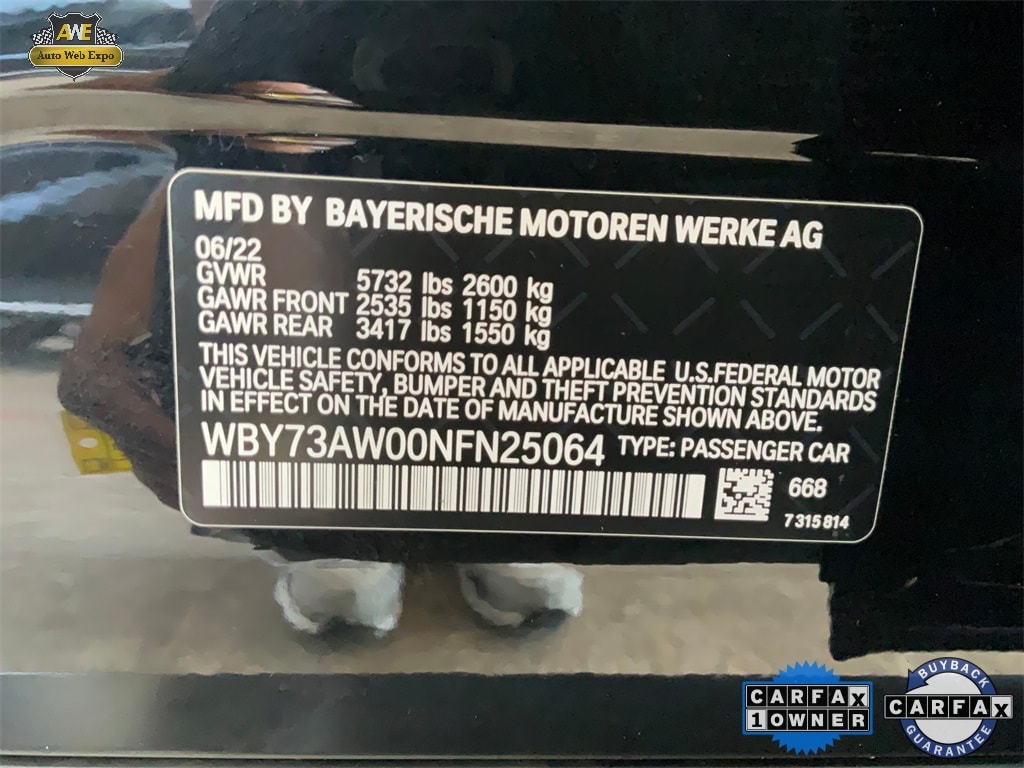 AWE
Auto Web Expo
MFD BY BAYERISCHE MOTOREN WERKE AG
06/22
GVWR 5732 lbs 2600 kg
GAWR FRONT 2535 lbs 1150 kg
GAWR REAR 3417 lbs 1550 kg
THIS VEHICLE CONFORMS TO ALL APPLICABLE U.S.FEDERAL MOTOR
VEHICLE SAFETY, BUMPER AND THEFT PREVENTION STANDARDS
IN EFFECT ON THE DATE OF MANUFACTURE SHOWN ABOVE.
WBY73AW00NFN25064 TYPE: PASSENGER CAR
668
7 315 814
CARFAX
1 OWNER
BUYBACK
CARFAX
GUARANTEE